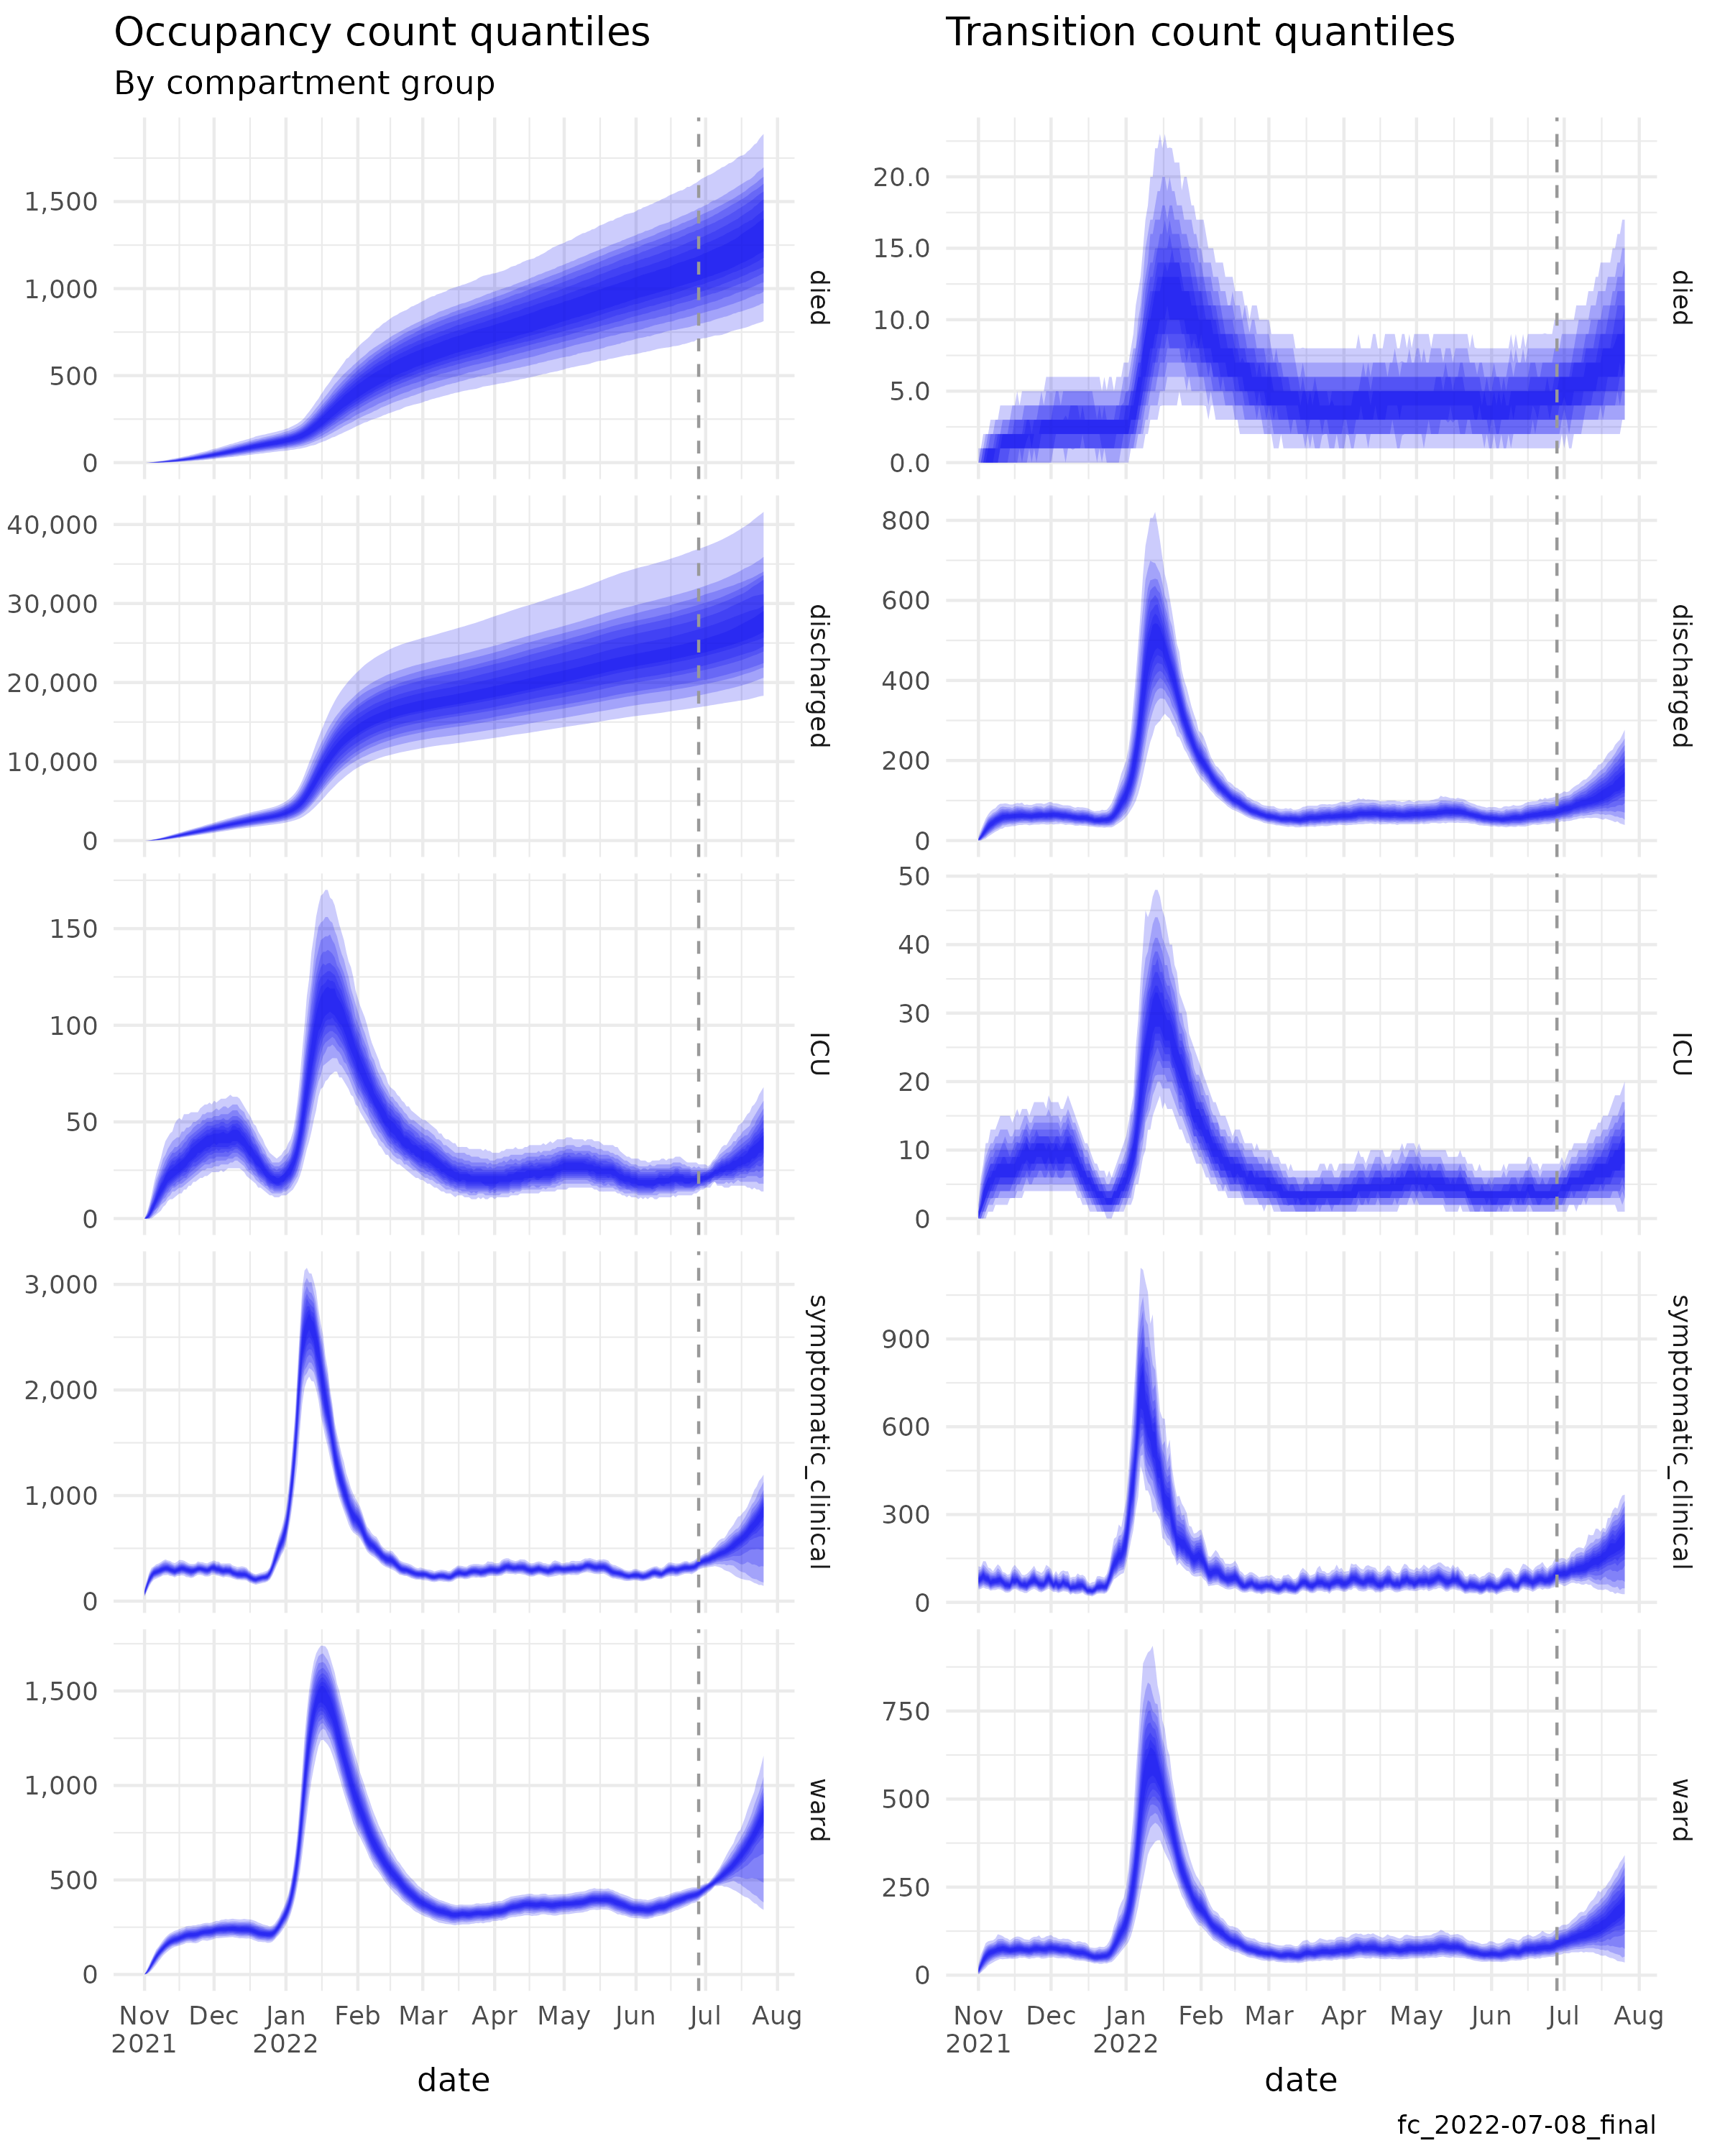 Occupancy count quantiles
By compartment group
1,500
1,000
500
0
died
40,000
30,000
20,000
10,000
0
discharged
150
100
50
0
ICU
3,000
2,000
1,000
0
symptomatic_clinical
1,500
1,000
500
0
ward
Nov Dec Jan Feb Mar Apr May Jun Jul Aug
2021 2022
date
Transition count quantiles
20.0
15.0
10.0
5.0
0.0
died
800
600
400
200
0
discharged
50
40
30
20
10
0
ICU
900
600
300
0
symptomatic_clinical
750
500
250
0
ward
Nov Dec Jan Feb Mar Apr May Jun Jul Aug
2021 2022
date
fc_2022-07-08_final